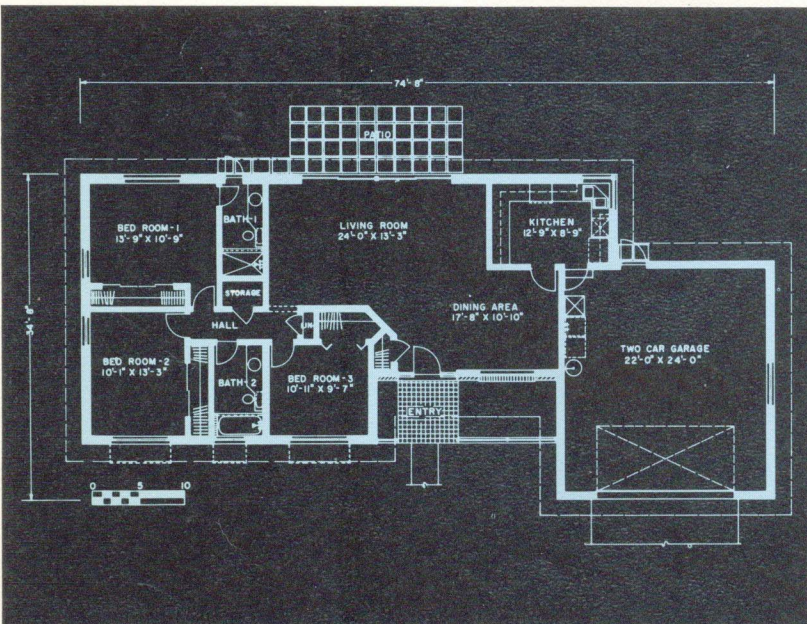 74'-8"
PATIO
BED ROOM-1
13'-9" X 10'-9"
BATH-1
LIVING ROOM
24'-0" X 13'-3"
KITCHEN
12'-9" X 8'-9"
STORAGE
34'-8"
HALL
LIN
DINING AREA
17'-8" X 10'-10"
TWO CAR GARAGE
22'-0" X 24'-0"
BED ROOM-2
10'-1" X 13'-3"
BATH-2
BED ROOM-3
10'-11" X 9'-7"
ENTRY
0 5 10